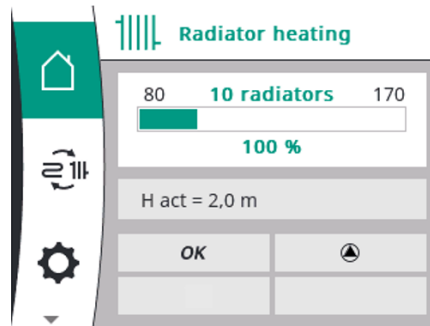 Radiator heating
80 10 radiators 170
100 %
H act = 2,0 m
OK